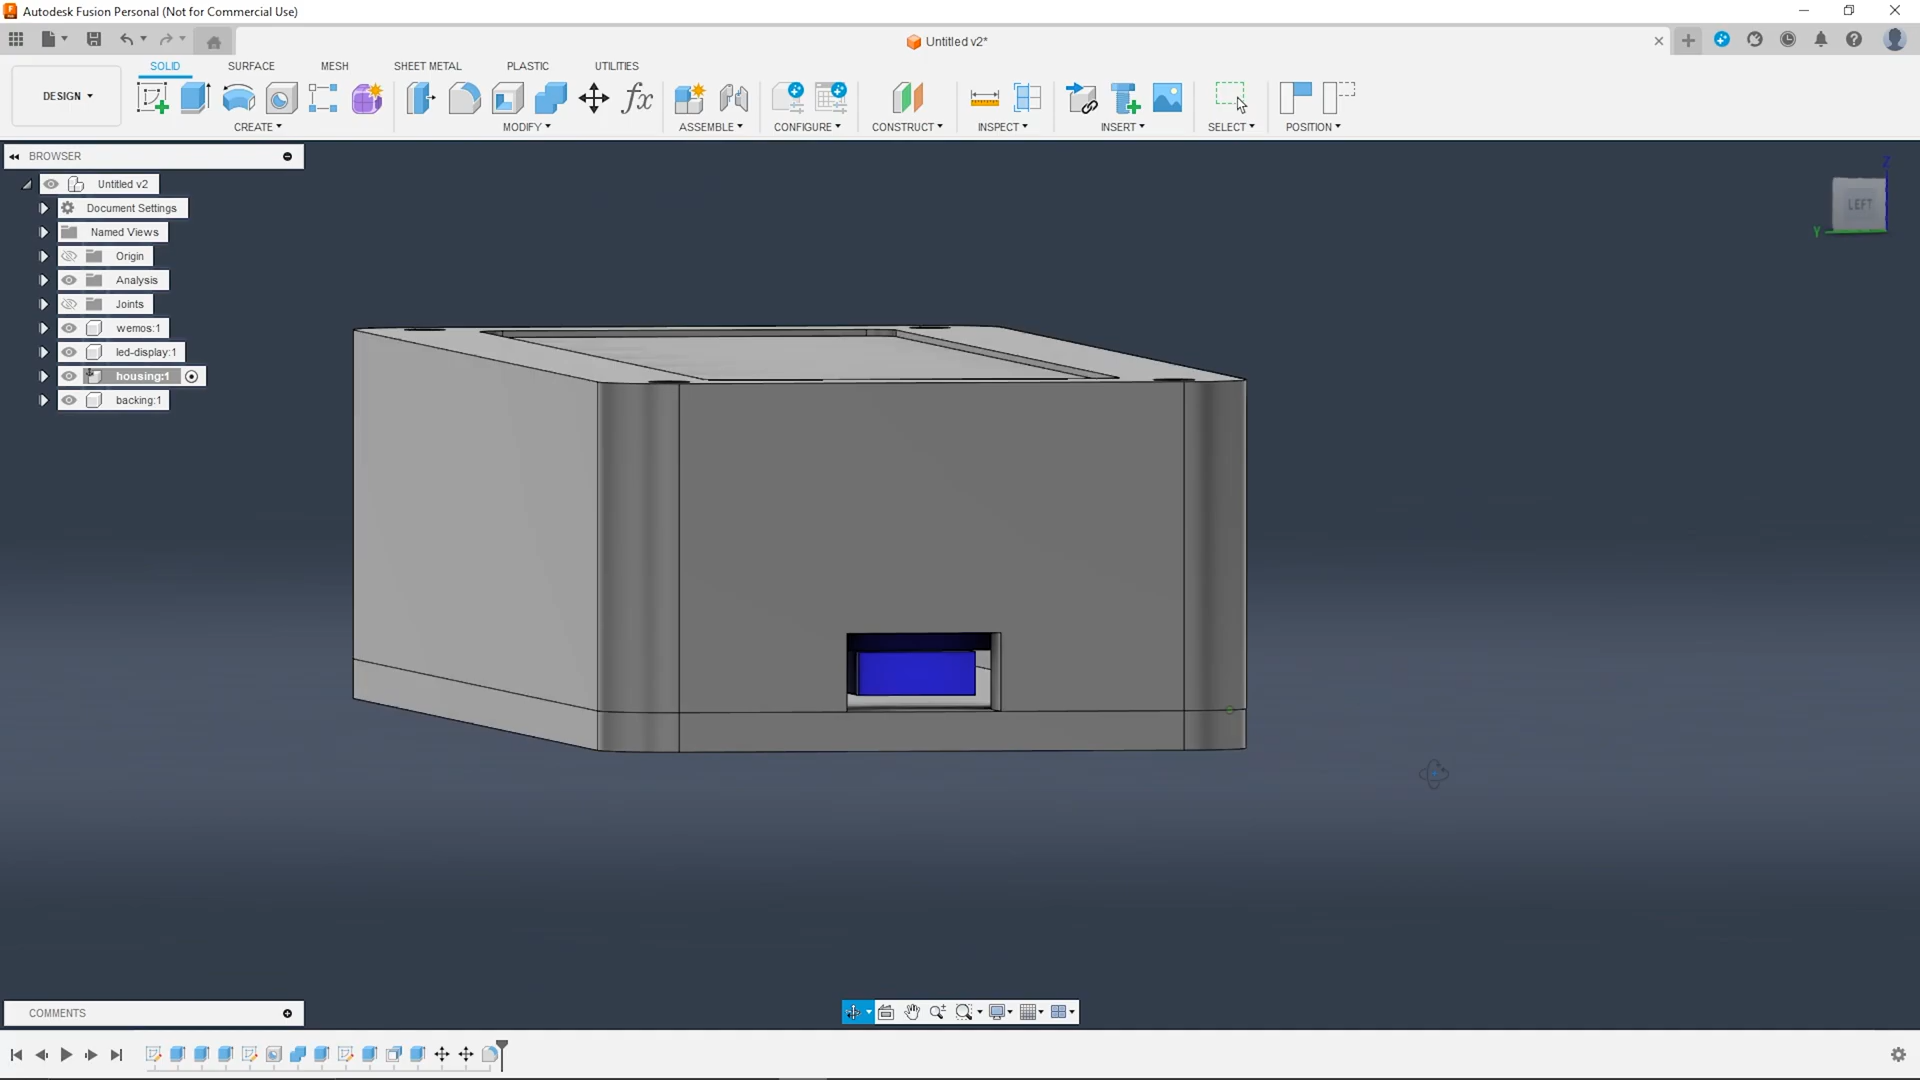 Autodesk Fusion Personal (Not for Commercial Use)
Untitled v2*
SOLID SURFACE MESH SHEET METAL PLASTIC UTILITIES
DESIGN
CREATE MODIFY ASSEMBLE CONFIGURE CONSTRUCT INSPECT INSERT SELECT POSITION
BROWSER
Untitled v2
Document Settings
Named Views
Origin
Analysis
Joints
wemos:1
led-display:1
housing:1
backing:1
Z
LEFT
Y
COMMENTS